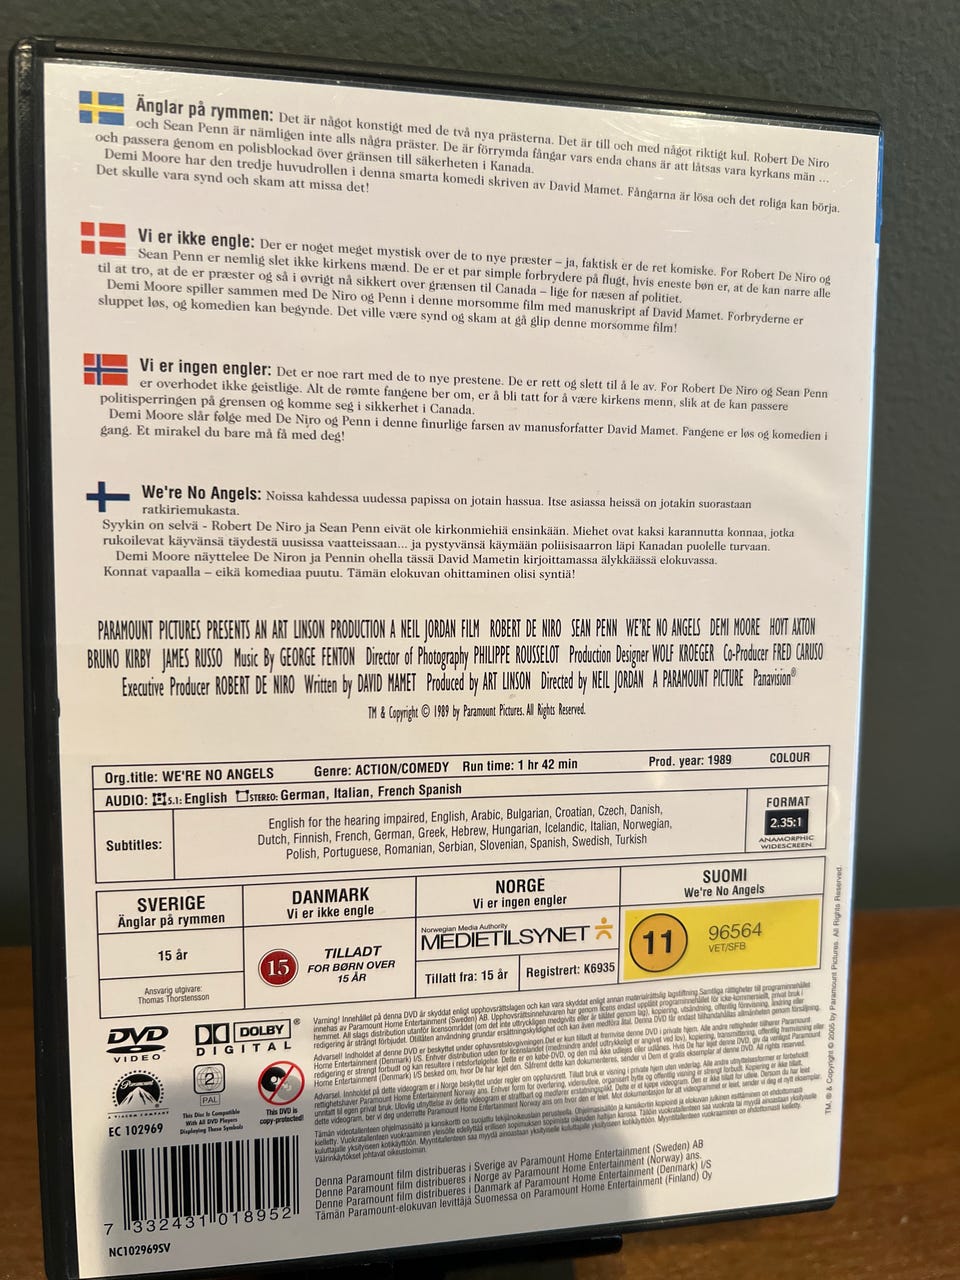 Änglar på rymmen: Det är något konstigt med de två nya prästerna. Det är till och med något riktigt kul. Robert De Niro
och Sean Penn är nämligen inte alls några präster. De är förrymda fångar vars enda chans är att låtsas vara kyrkans män ...
och passera genom en polisblockad över gränsen till säkerheten i Kanada.
Demi Moore har den tredje huvudrollen i denna smarta komedi skriven av David Mamet. Fångarna är lösa och det roliga kan börja.
Det skulle vara synd och skam att missa det!
Vi er ikke engle: Der er noget meget mystisk over de to nye præster – ja, faktisk er de ret komiske. For Robert De Niro og
Sean Penn er nemlig slet ikke kirkens mænd. De er et par simple forbrydere på flugt, hvis eneste bøn er, at de kan narre alle
til at tro, at de er præster og så i øvrigt nå sikkert over grænsen til Canada – lige for næsen af politiet.
Demi Moore spiller sammen med De Niro og Penn i denne morsomme film med manuskript af David Mamet. Forbryderne er
sluppet løs, og komedien kan begynde. Det ville være synd og skam at gå glip denne morsomme film!
Vi er ingen engler: Det er noe rart med de to nye prestene. De er rett og slett til å le av. For Robert De Niro og Sean Penn
er overhodet ikke geistlige. Alt de rømte fangene ber om, er å bli tatt for å være kirkens menn, slik at de kan passere
politisperringen på grensen og komme seg i sikkerhet i Canada.
Demi Moore slår følge med De Niro og Penn i denne finurlige farsen av manusforfatter David Mamet. Fangene er løs og komedien i
gang. Et mirakel du bare må få med deg!
We're No Angels: Noissa kahdessa uudessa papissa on jotain hassua. Itse asiassa heissä on jotakin suorastaan
ratkiriemukasta.
Syykin on selvä - Robert De Niro ja Sean Penn eivät ole kirkonmiehiä ensinkään. Miehet ovat kaksi karannutta konnaa, jotka
rukoilevat käyvänsä täydestä uusissa vaatteissaan... ja pystyvänsä käymään poliisisaarron läpi Kanadan puolelle turvaan.
Demi Moore näyttelee De Niron ja Pennin ohella tässä David Mametin kirjoittamassa älykkäässä elokuvassa.
Konnat vapaalla – eikä komediaa puutu. Tämän elokuvan ohittaminen olisi syntiä!
PARAMOUNT PICTURES PRESENTS AN ART LINSON PRODUCTION A NEIL JORDAN FILM ROBERT DE NIRO SEAN PENN WE'RE NO ANGELS DEMI MOORE HOYT AXTON
BRUNO KIRBY JAMES RUSSO Music By GEORGE FENTON Director of Photography PHILIPPE ROUSSELOT Production Designer WOLF KROEGER Co-Producer FRED CARUSO
Executive Producer ROBERT DE NIRO Written by DAVID MAMET Produced by ART LINSON Directed by NEIL JORDAN A PARAMOUNT PICTURE Panavision®
TM & Copyright © 1989 by Paramount Pictures. All Rights Reserved.
Org.title: WE'RE NO ANGELS Genre: ACTION/COMEDY Run time: 1 hr 42 min Prod. year: 1989 COLOUR
AUDIO: 5.1: English STEREO: German, Italian, French Spanish
Subtitles: English for the hearing impaired, English, Arabic, Bulgarian, Croatian, Czech, Danish,
Dutch, Finnish, French, German, Greek, Hebrew, Hungarian, Icelandic, Italian, Norwegian,
Polish, Portuguese, Romanian, Serbian, Slovenian, Spanish, Swedish, Turkish
FORMAT
2.35:1
ANAMORPHIC
WIDESCREEN
SVERIGE
Änglar på rymmen
15 år
Ansvarig utgivare:
Thomas Thorstensson
DANMARK
Vi er ikke engle
15
TILLADT
FOR BØRN OVER
15 ÅR
NORGE
Vi er ingen engler
Norwegian Media Authority
MEDIETILSYNET
Tillatt fra: 15 år
Registrert: K6935
SUOMI
We're No Angels
11
96564
VET/SFB
DVD
VIDEO
DOLBY
DIGITAL
Paramount
EC 102969
2
PAL
This Disc Is Compatible
With All DVD Players
Displaying These Symbols
This DVD is
copy-protected!
7 332431 018952
NC102969SV
Denna Paramount film distribueras i Sverige av Paramount Home Entertainment (Sweden) AB
Denne Paramount film distribueres i Norge av Paramount Home Entertainment (Norway) ans.
Denne Paramount film distribueres i Danmark af Paramount Home Entertainment (Denmark) I/S
Tämän Paramount-elokuvan levittäjä Suomessa on Paramount Home Entertainment (Finland) Oy
TM, ® & Copyright © 2005 by Paramount Pictures. All Rights Reserved.